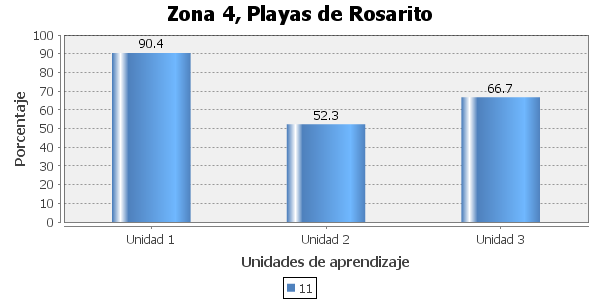 Zona 4, Playas de Rosarito
Porcentaje
100
90
80
70
60
50
40
30
20
10
0
90.4
52.3
66.7
Unidad 1
Unidad 2
Unidad 3
Unidades de aprendizaje
11